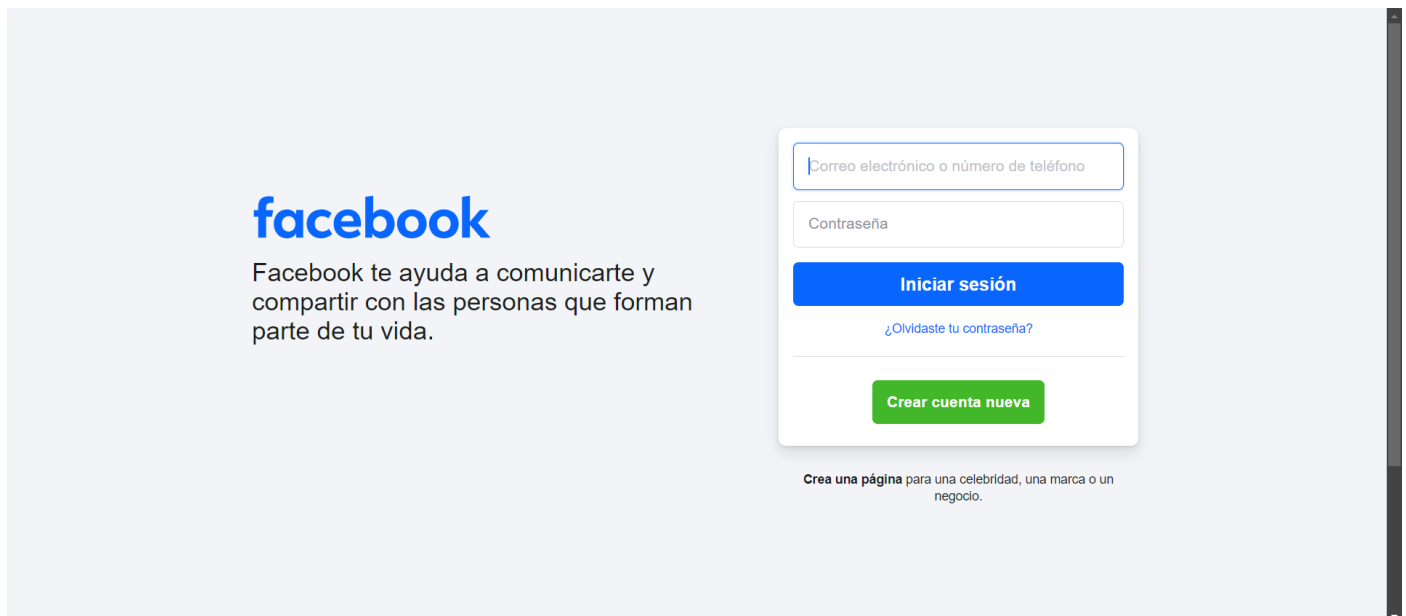 facebook
Facebook te ayuda a comunicarte y
compartir con las personas que forman
parte de tu vida.
Correo electrónico o número de teléfono
Contraseña
Iniciar sesión
¿Olvidaste tu contraseña?
Crear cuenta nueva
Crea una página para una celebridad, una marca o un
negocio.